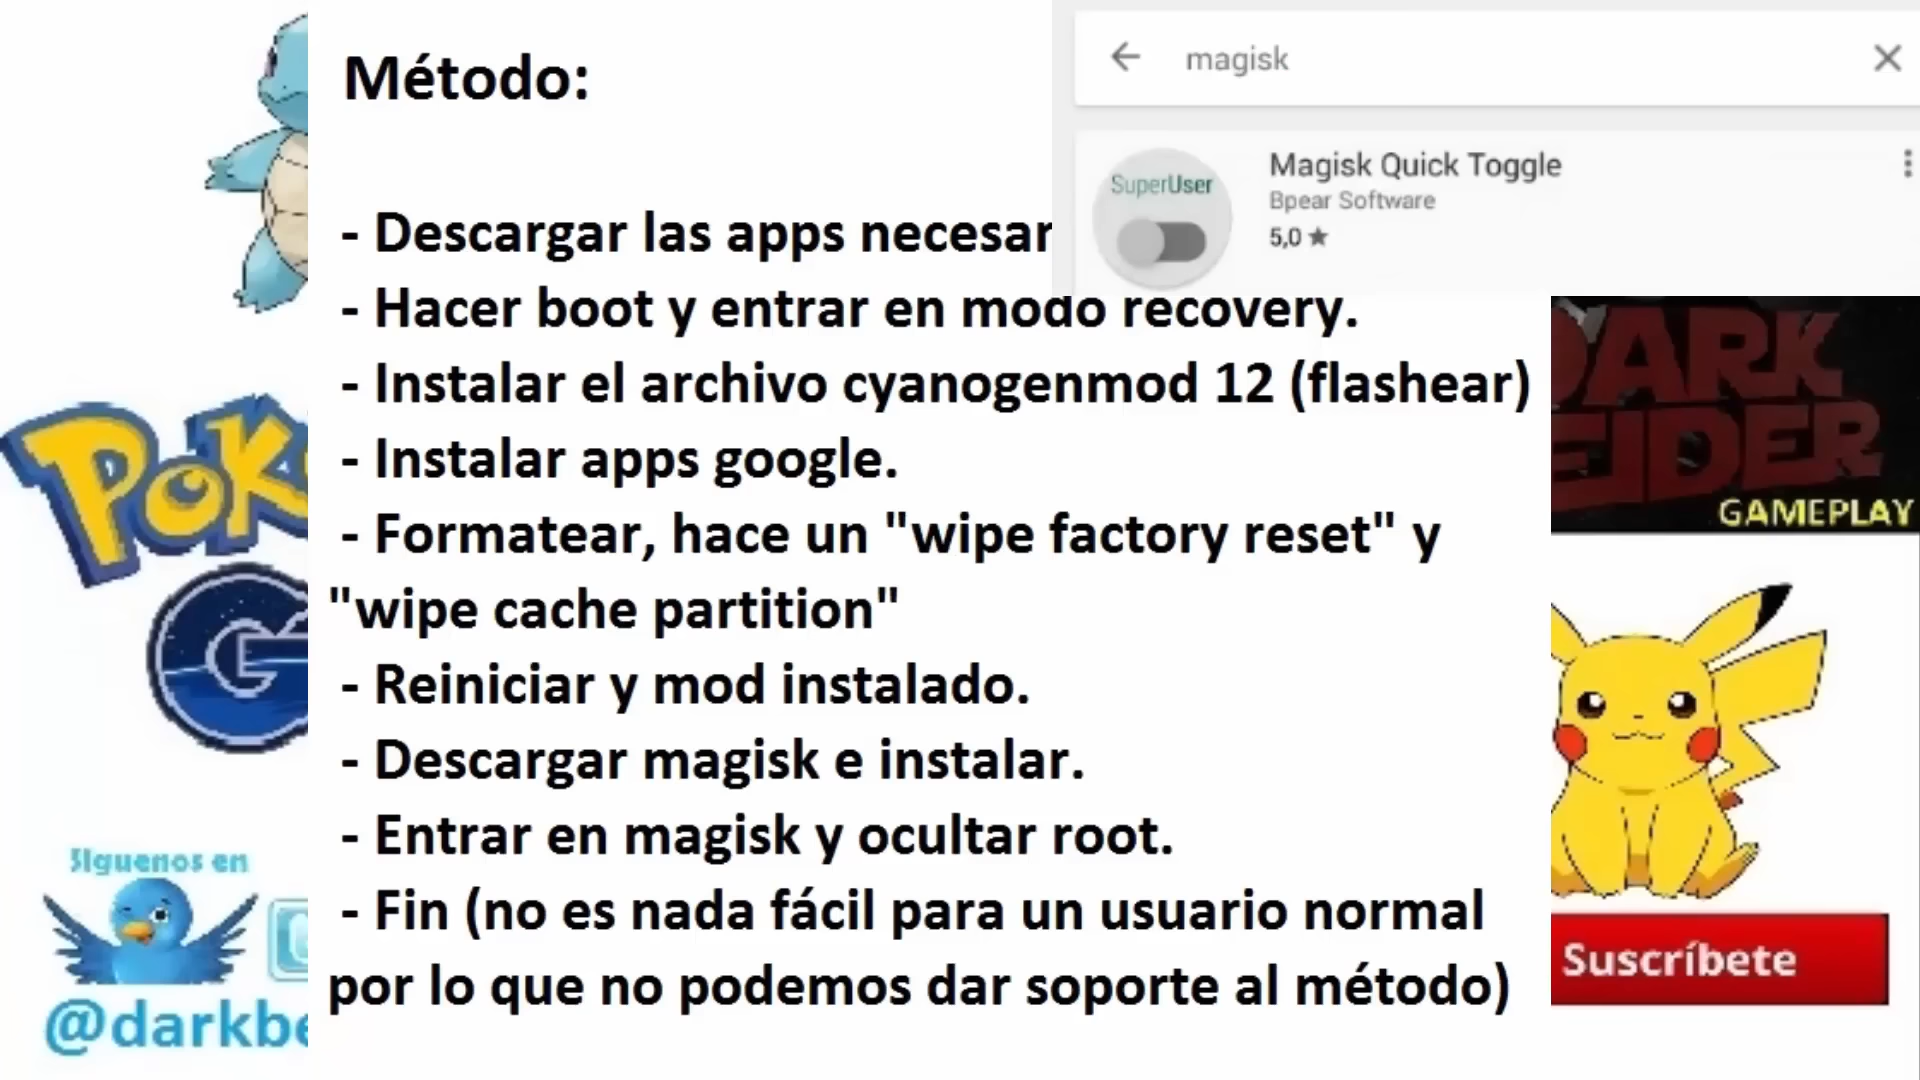 Método:
magisk
SuperUser
Magisk Quick Toggle
Bpear Software
5,0 ★
- Descargar las apps necesar
- Hacer boot y entrar en modo recovery.
- Instalar el archivo cyanogenmod 12 (flashear)
- Instalar apps google.
- Formatear, hace un "wipe factory reset" y
"wipe cache partition"
- Reiniciar y mod instalado.
- Descargar magisk e instalar.
- Entrar en magisk y ocultar root.
- Fin (no es nada fácil para un usuario normal
por lo que no podemos dar soporte al método)
POK
G
Síguenos en
@darkbe
DARK
EIDER
GAMEPLAY
Suscríbete